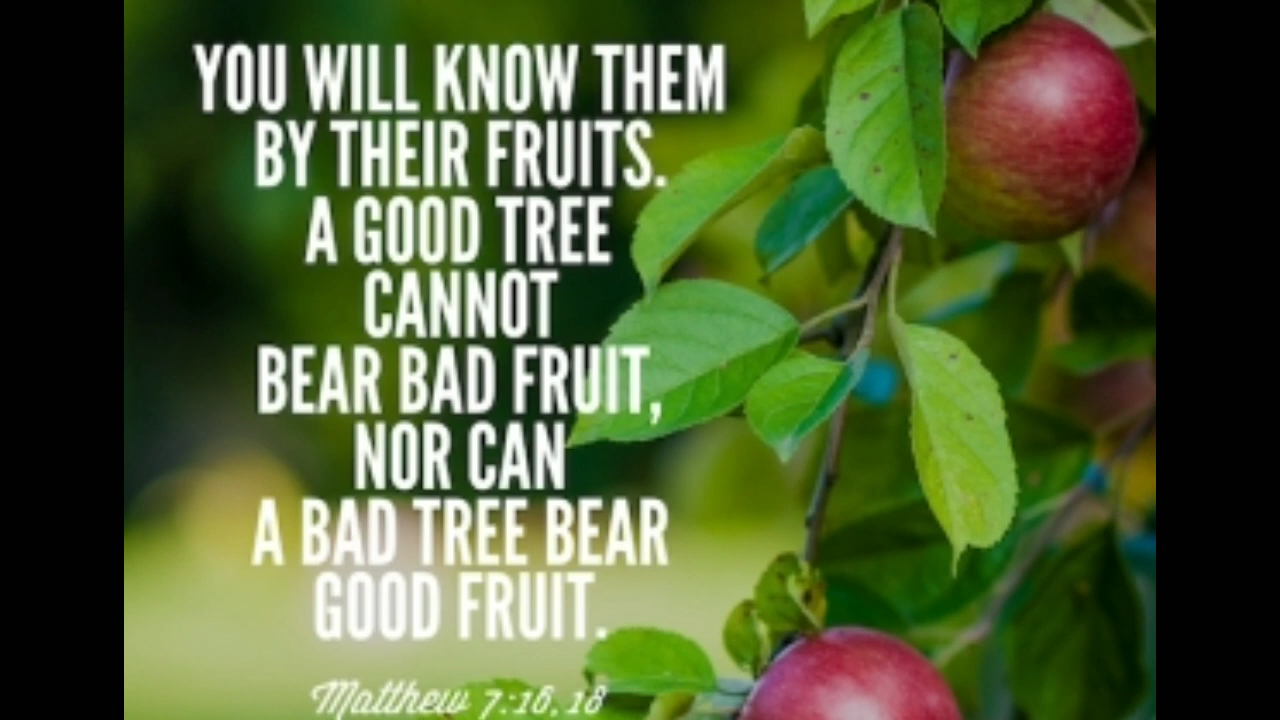 YOU WILL KNOW THEM
BY THEIR FRUITS.
A GOOD TREE
CANNOT
BEAR BAD FRUIT,
NOR CAN
A BAD TREE BEAR
GOOD FRUIT.
Matthew 7:16,18